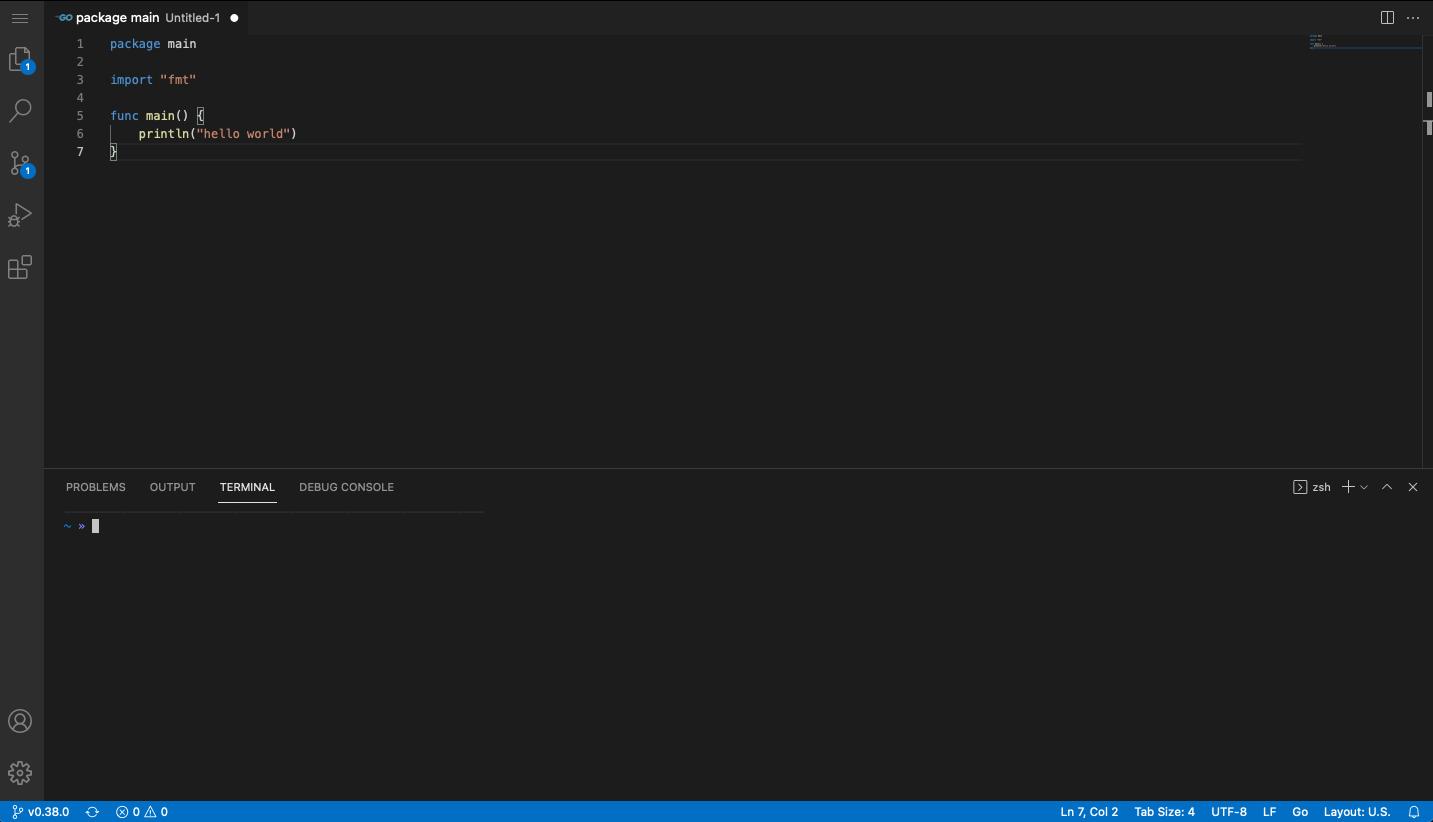 GO package main Untitled-1
1 package main
2
3 import "fmt"
4
5 func main() {
6 println("hello world")
7 }
1
1
PROBLEMS OUTPUT TERMINAL DEBUG CONSOLE zsh
~ »
v0.38.0 0 0 Ln 7, Col 2 Tab Size: 4 UTF-8 LF Go Layout: U.S.